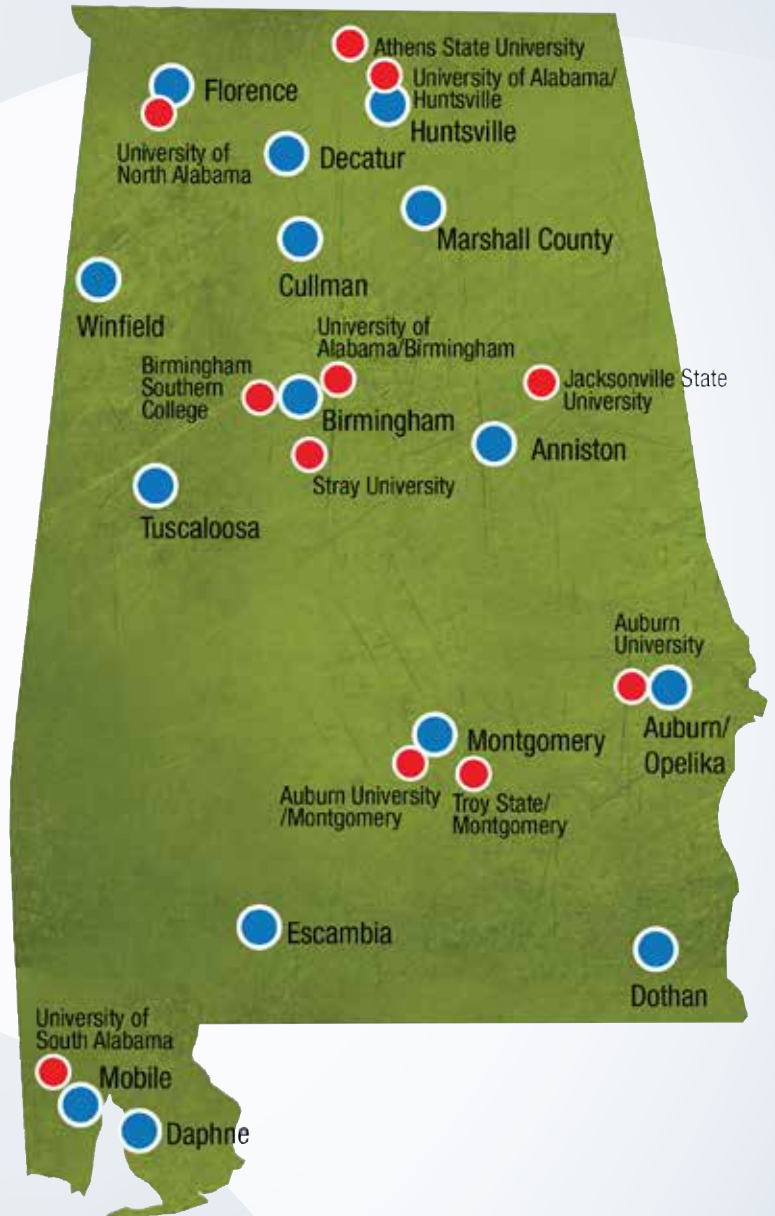 Athens State University
University of Alabama/
Huntsville
Huntsville
Florence
University of
North Alabama
Decatur
Marshall County
Cullman
Winfield
University of
Alabama/Birmingham
Birmingham
Southern
College
Birmingham
Jacksonville State
University
Anniston
Stray University
Tuscaloosa
Auburn
University
Auburn/
Opelika
Montgomery
Auburn University
/Montgomery
Troy State/
Montgomery
Escambia
Dothan
University of
South Alabama
Mobile
Daphne